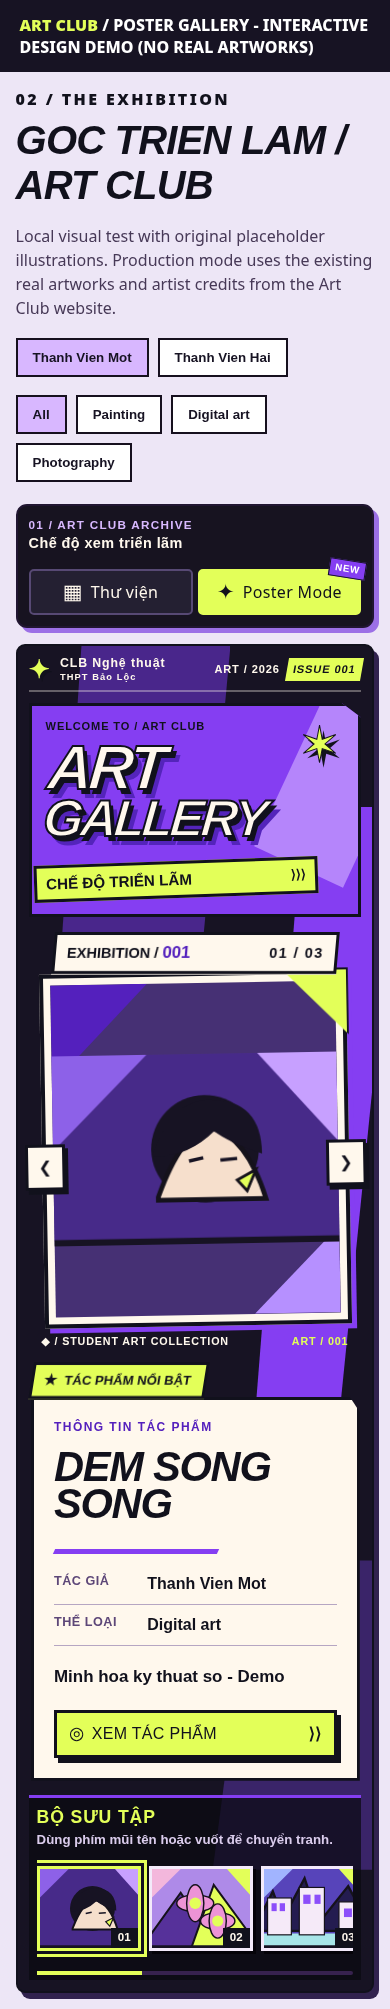 ART CLUB / POSTER GALLERY - INTERACTIVE
DESIGN DEMO (NO REAL ARTWORKS)
02 / THE EXHIBITION
GOC TRIEN LAM /
ART CLUB
Local visual test with original placeholder
illustrations. Production mode uses the existing
real artworks and artist credits from the Art
Club website.
Thanh Vien Mot
Thanh Vien Hai
All
Painting
Digital art
Photography
01 / ART CLUB ARCHIVE
Chế độ xem triển lãm
Thư viện
Poster Mode
NEW
CLB Nghệ thuật
THPT Bảo Lộc
ART / 2026
ISSUE 001
WELCOME TO / ART CLUB
ART
GALLERY
CHẾ ĐỘ TRIỂN LÃM
EXHIBITION / 001
01 / 03
◆ / STUDENT ART COLLECTION
ART / 001
★ TÁC PHẨM NỔI BẬT
THÔNG TIN TÁC PHẨM
DEM SONG
SONG
TÁC GIẢ
Thanh Vien Mot
THỂ LOẠI
Digital art
Minh hoa ky thuat so - Demo
◎ XEM TÁC PHẨM
BỘ SƯU TẬP
Dùng phím mũi tên hoặc vuốt để chuyển tranh.
01
02
03